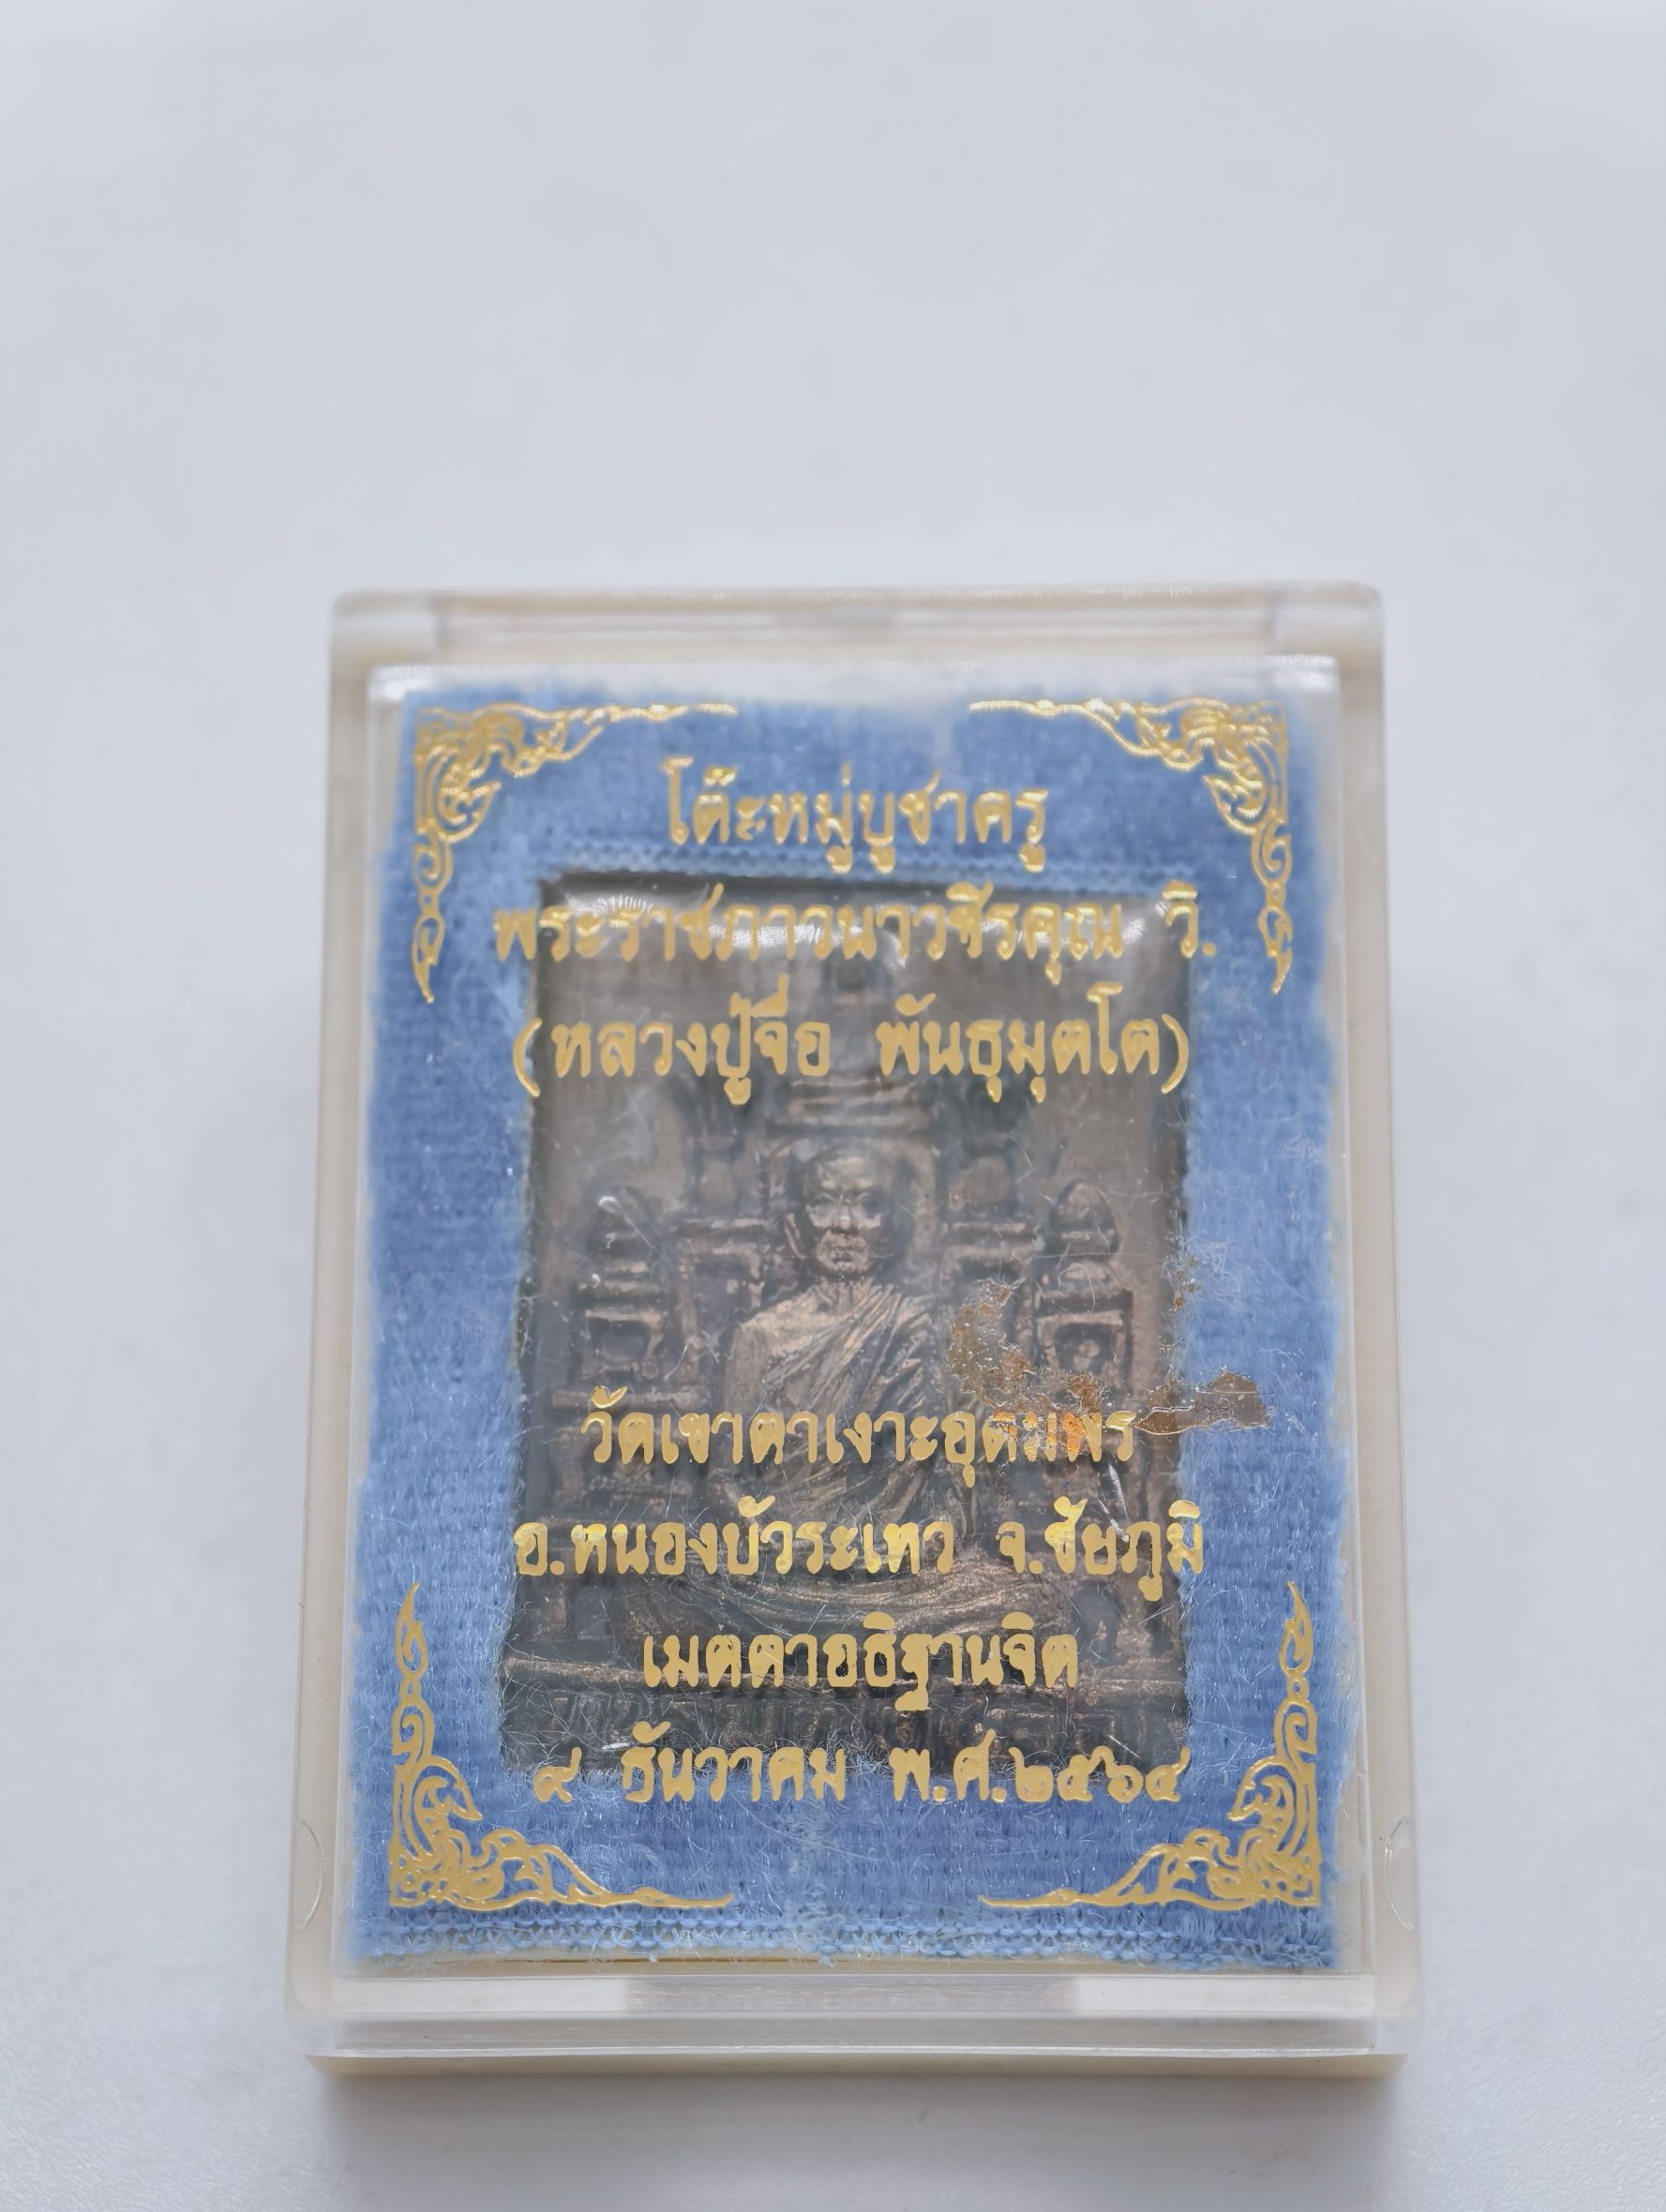 โต๊ะหมู่บูชาครู
พระราชภาวนาวชิรคุณ วิ.
(หลวงปู่จื่อ พันธมุตโต)
วัดเขาตาเงาะอุดมพร
อ.หนองบัวระเหว จ.ชัยภูมิ
เมตตาอธิฐานจิต
๙ ธันวาคม พ.ศ.๒๕๖๔